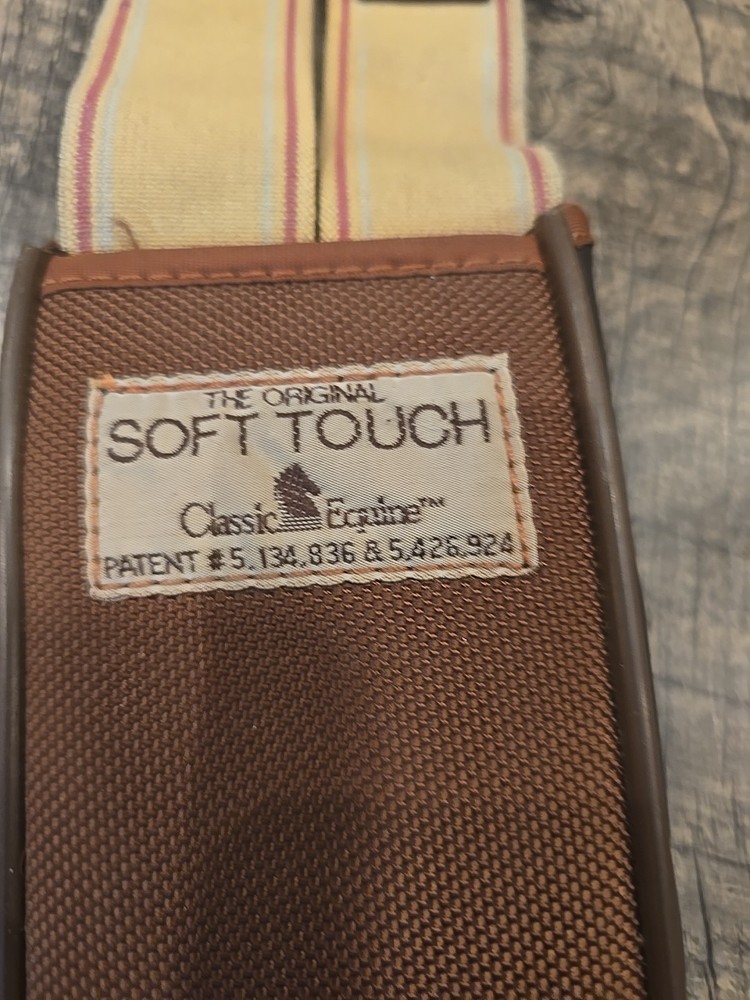 THE ORIGINAL
SOFT TOUCH
Classic Equine™
PATENT # 5,134,836 & 5,426,924